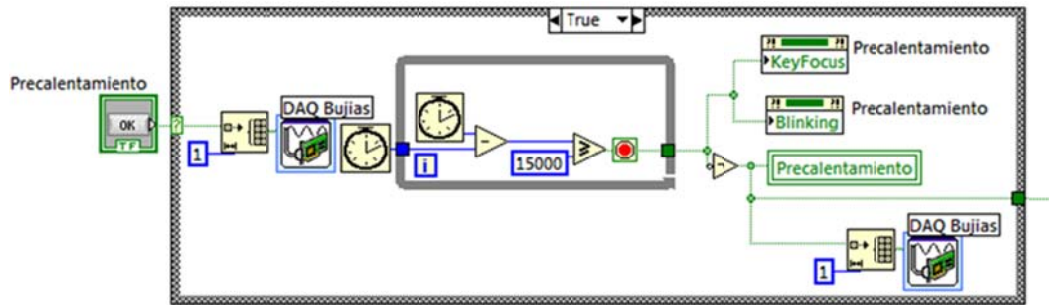 True
Precalentamiento
OK
TF
?
1
DAQ Bujias
i
15000
KeyFocus
Precalentamiento
Blinking
Precalentamiento
Precalentamiento
1
DAQ Bujias